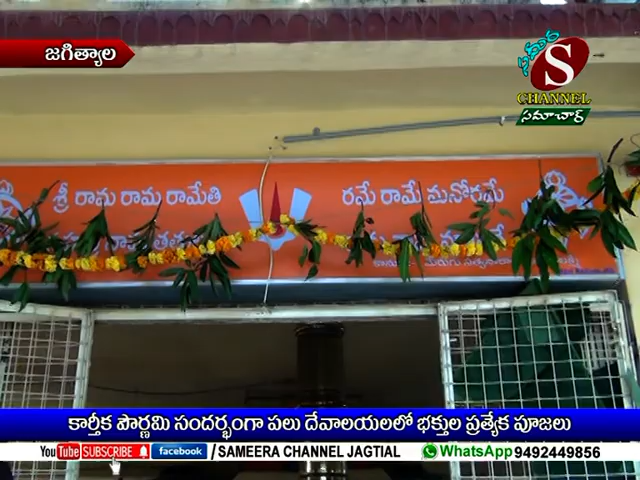 జగిత్యాల
సమీర
S
CHANNEL
సమాచార్
శ్రీ రామ రామ రామేతి
రమే రామే మనోరమే
కార్తీక పౌర్ణమి సందర్భంగా పలు దేవాలయలలో భక్తుల ప్రత్యేక పూజలు
YouTube SUBSCRIBE facebook /SAMEERA CHANNEL JAGTIAL WhatsApp 9492449856